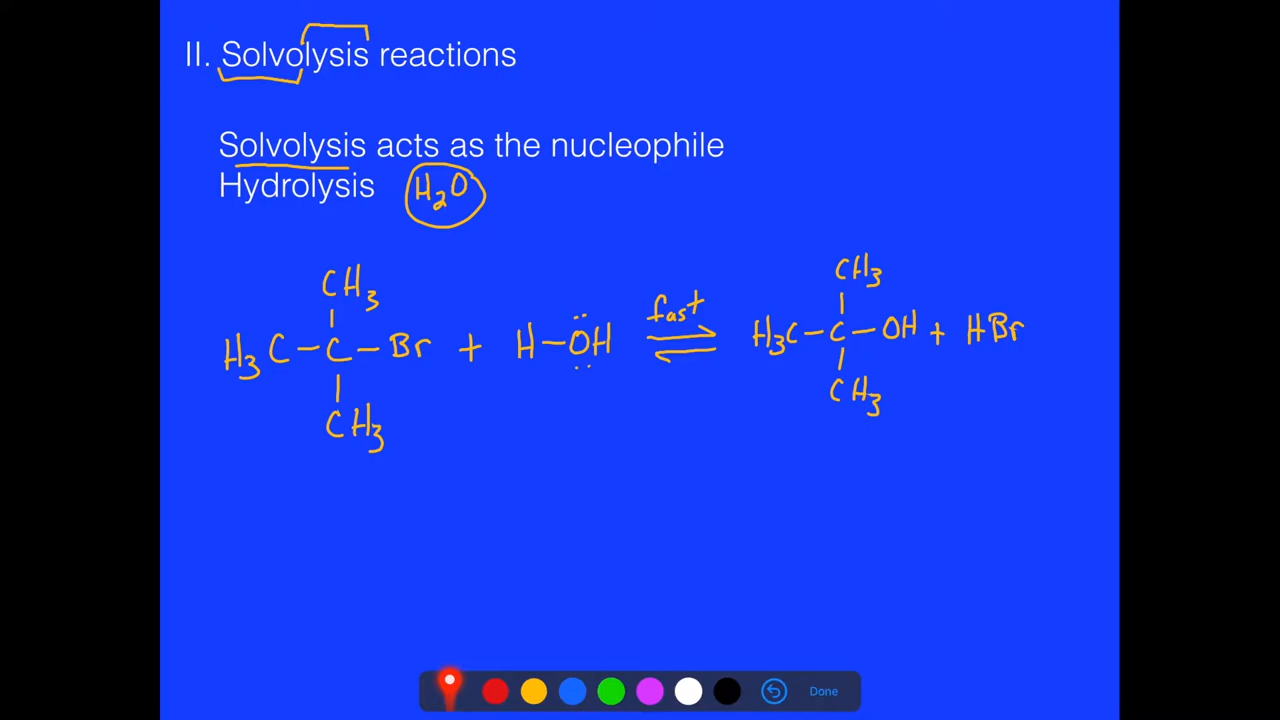 II. Solvolysis reactions
Solvolysis acts as the nucleophile
Hydrolysis H₂O
CH₃ CH₃
fast
H₃C–C–Br + H–ÖH ⇌ H₃C–C–OH + HBr
CH₃ CH₃
Done